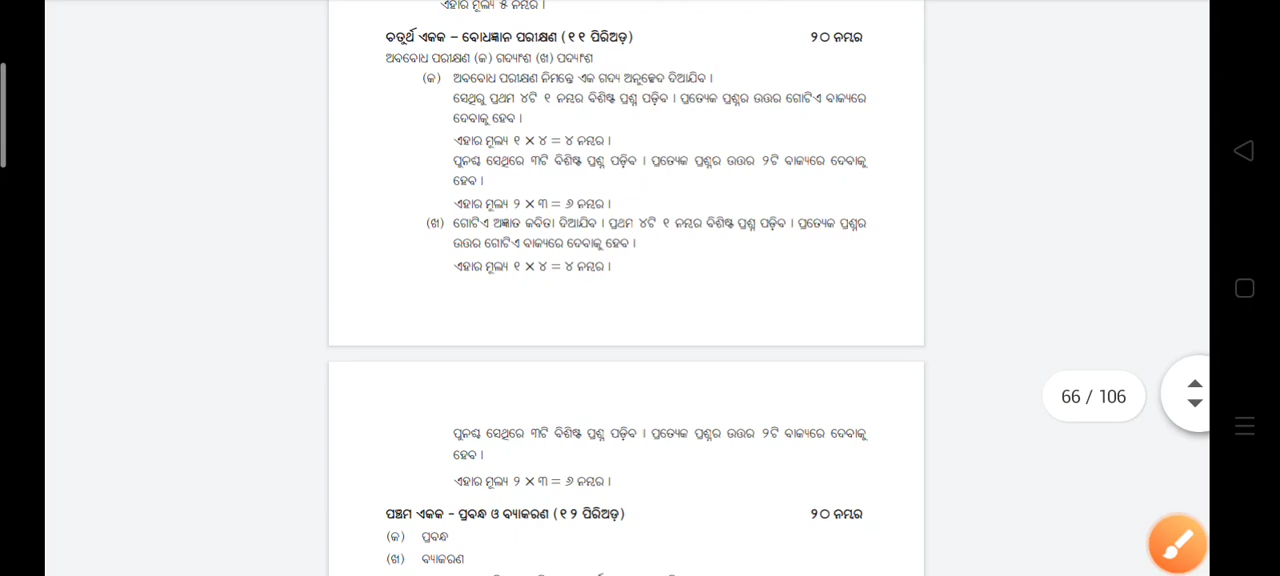 ଏହାର ମୂଲ୍ୟ ୫ ନମ୍ବର ।
ଚତୁର୍ଥ ଏକକ – ବୋଧଜ୍ଞାନ ପରୀକ୍ଷଣ (୧୧ ପିରିଅଡ଼) ୨୦ ନମ୍ବର
ଅବବୋଧ ପରୀକ୍ଷଣ (କ) ଗଦ୍ୟାଂଶ (ଖ) ପଦ୍ୟାଂଶ
(କ) ଅବବୋଧ ପରୀକ୍ଷଣ ନିମନ୍ତେ ଏକ ଗଦ୍ୟ ଅନୁଚ୍ଛେଦ ଦିଆଯିବ ।
ସେଥିରୁ ପ୍ରଥମ ୪ଟି ୧ ନମ୍ବର ବିଶିଷ୍ଟ ପ୍ରଶ୍ନ ପଡ଼ିବ । ପ୍ରତ୍ୟେକ ପ୍ରଶ୍ନର ଉତ୍ତର ଗୋଟିଏ ବାକ୍ୟରେ
ଦେବାକୁ ହେବ ।
ଏହାର ମୂଲ୍ୟ ୧ × ୪ = ୪ ନମ୍ବର ।
ପୁନଶ୍ଚ ସେଥିରେ ୩ଟି ବିଶିଷ୍ଟ ପ୍ରଶ୍ନ ପଡ଼ିବ । ପ୍ରତ୍ୟେକ ପ୍ରଶ୍ନର ଉତ୍ତର ୨ଟି ବାକ୍ୟରେ ଦେବାକୁ
ହେବ ।
ଏହାର ମୂଲ୍ୟ ୨ × ୩ = ୬ ନମ୍ବର ।
(ଖ) ଗୋଟିଏ ଅଜ୍ଞାତ କବିତା ଦିଆଯିବ । ପ୍ରଥମ ୪ଟି ୧ ନମ୍ବର ବିଶିଷ୍ଟ ପ୍ରଶ୍ନ ପଡ଼ିବ । ପ୍ରତ୍ୟେକ ପ୍ରଶ୍ନର
ଉତ୍ତର ଗୋଟିଏ ବାକ୍ୟରେ ଦେବାକୁ ହେବ ।
ଏହାର ମୂଲ୍ୟ ୧ × ୪ = ୪ ନମ୍ବର ।
66 / 106
ପୁନଶ୍ଚ ସେଥିରେ ୩ଟି ବିଶିଷ୍ଟ ପ୍ରଶ୍ନ ପଡ଼ିବ । ପ୍ରତ୍ୟେକ ପ୍ରଶ୍ନର ଉତ୍ତର ୨ଟି ବାକ୍ୟରେ ଦେବାକୁ
ହେବ ।
ଏହାର ମୂଲ୍ୟ ୨ × ୩ = ୬ ନମ୍ବର ।
ପଞ୍ଚମ ଏକକ - ପ୍ରବନ୍ଧ ଓ ବ୍ୟାକରଣ (୧୨ ପିରିଅଡ଼) ୨୦ ନମ୍ବର
(କ) ପ୍ରବନ୍ଧ
(ଖ) ବ୍ୟାକରଣ